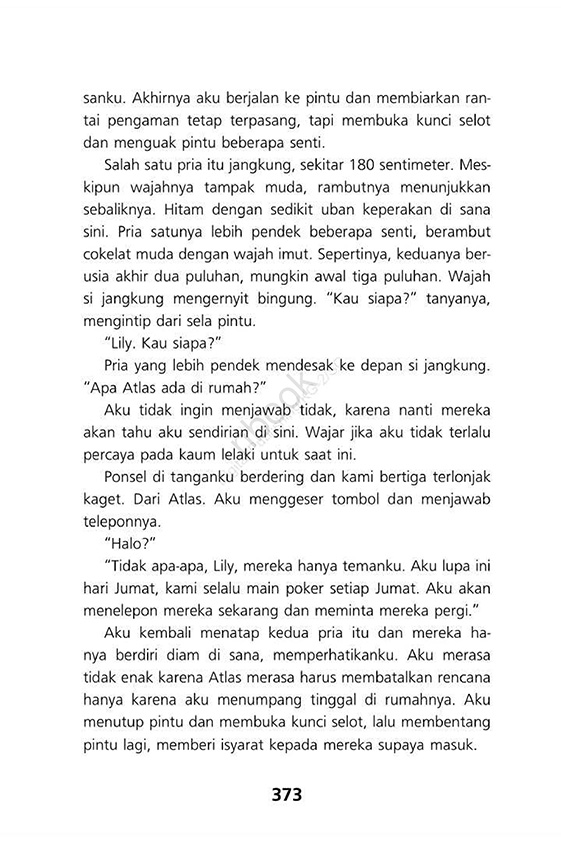 sanku. Akhirnya aku berjalan ke pintu dan membiarkan ran-
tai pengaman tetap terpasang, tapi membuka kunci selot
dan menguak pintu beberapa senti.
Salah satu pria itu jangkung, sekitar 180 sentimeter. Mes-
kipun wajahnya tampak muda, rambutnya menunjukkan
sebaliknya. Hitam dengan sedikit uban keperakan di sana
sini. Pria satunya lebih pendek beberapa senti, berambut
cokelat muda dengan wajah imut. Sepertinya, keduanya ber-
usia akhir dua puluhan, mungkin awal tiga puluhan. Wajah
si jangkung mengernyit bingung. “Kau siapa?” tanyanya,
mengintip dari sela pintu.
“Lily. Kau siapa?”
Pria yang lebih pendek mendesak ke depan si jangkung.
“Apa Atlas ada di rumah?”
Aku tidak ingin menjawab tidak, karena nanti mereka
akan tahu aku sendirian di sini. Wajar jika aku tidak terlalu
percaya pada kaum lelaki untuk saat ini.
Ponsel di tanganku berdering dan kami bertiga terlonjak
kaget. Dari Atlas. Aku menggeser tombol dan menjawab
teleponnya.
“Halo?”
“Tidak apa-apa, Lily, mereka hanya temanku. Aku lupa ini
hari Jumat, kami selalu main poker setiap Jumat. Aku akan
menelepon mereka sekarang dan meminta mereka pergi.”
Aku kembali menatap kedua pria itu dan mereka ha-
nya berdiri diam di sana, memperhatikanku. Aku merasa
tidak enak karena Atlas merasa harus membatalkan rencana
hanya karena aku menumpang tinggal di rumahnya. Aku
menutup pintu dan membuka kunci selot, lalu membentang
pintu lagi, memberi isyarat kepada mereka supaya masuk.
373